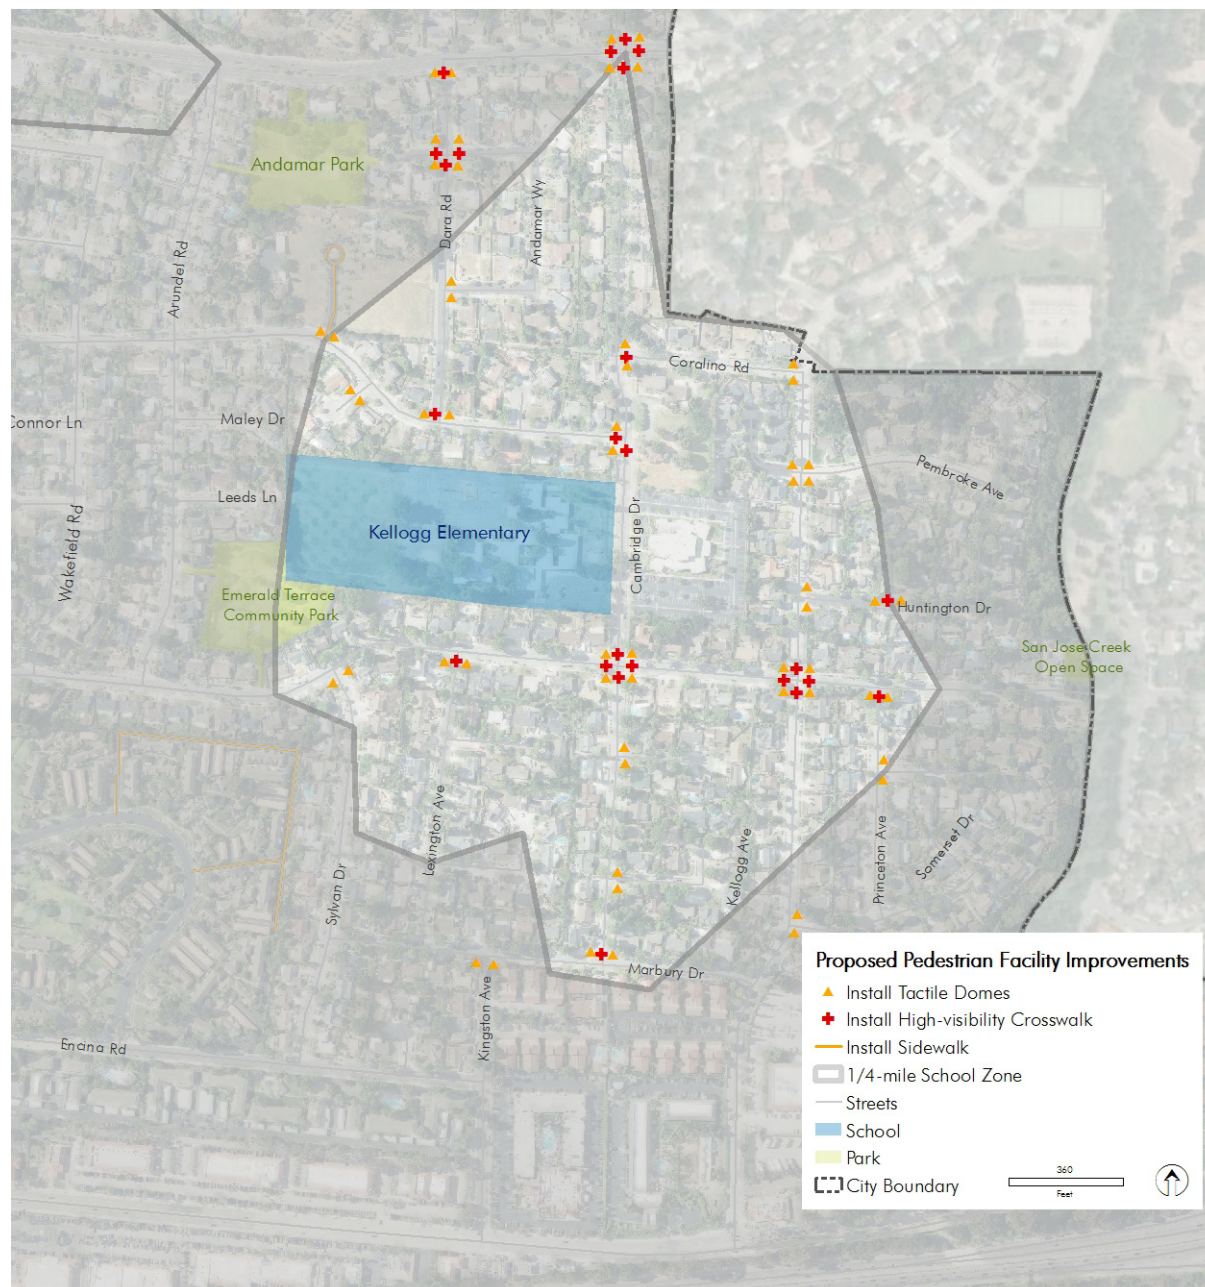 Andamar Park
Dara Rd
Andamar Wy
Arundel Rd
Coralino Rd
Connor Ln
Maley Dr
Pembroke Ave
Leeds Ln
Kellogg Elementary
Cambridge Dr
Wakefield Rd
Emerald Terrace
Community Park
Huntington Dr
San Jose Creek
Open Space
Lexington Ave
Kellogg Ave
Princeton Ave
Somerset Dr
Sylvan Dr
Marbury Dr
Kingston Ave
Encina Rd
Proposed Pedestrian Facility Improvements
Install Tactile Domes
Install High-visibility Crosswalk
Install Sidewalk
1/4-mile School Zone
Streets
School
Park
City Boundary
360
Feet